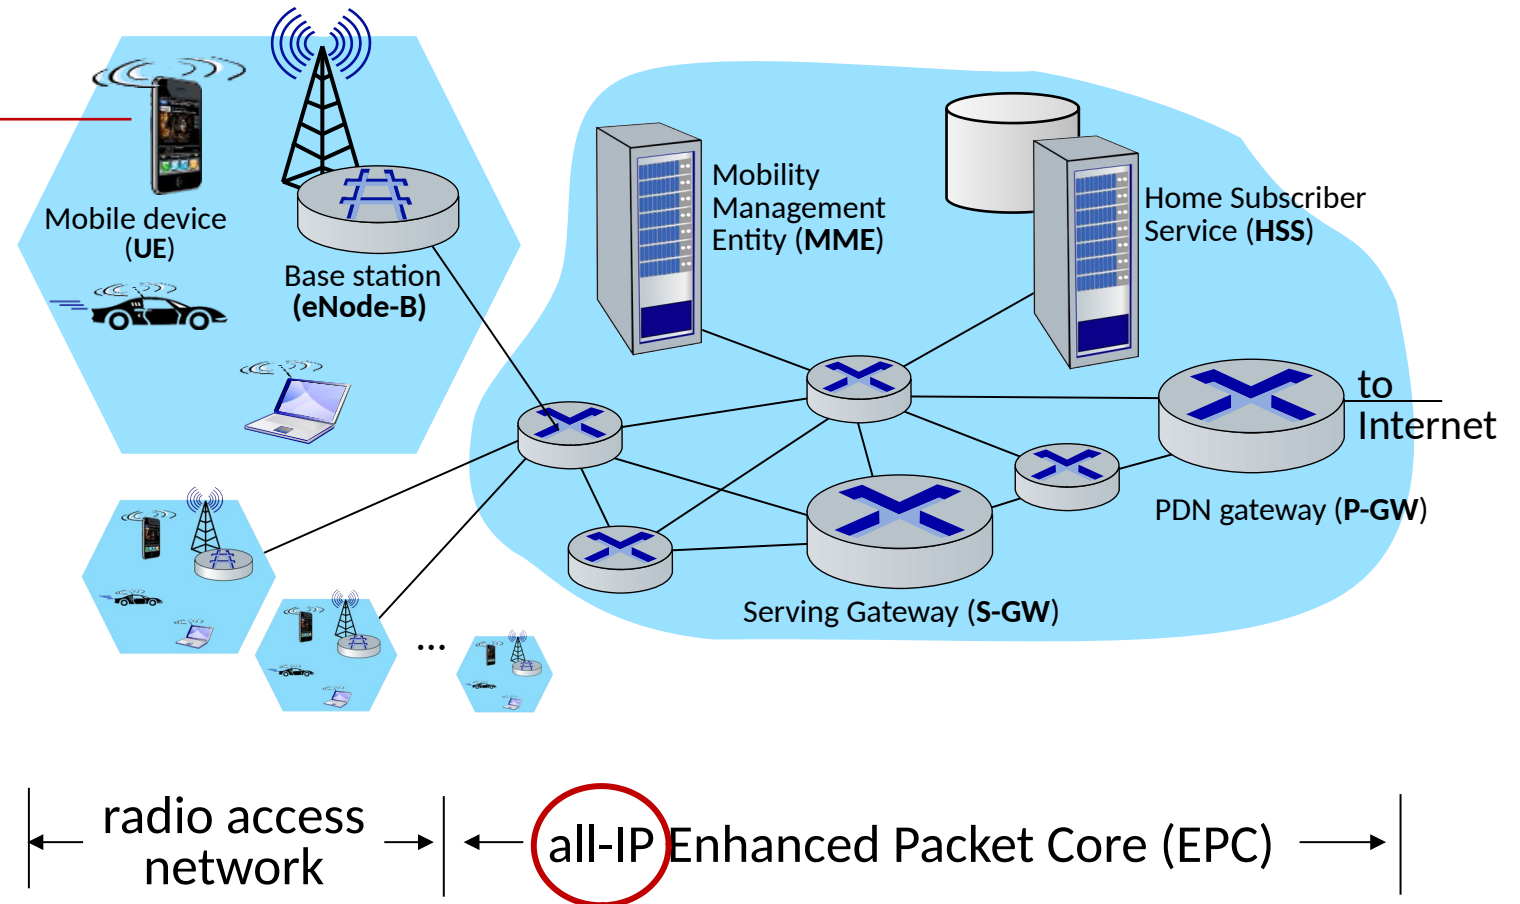 Mobile device
(UE)
Base station
(eNode-B)
Mobility
Management
Entity (MME)
Home Subscriber
Service (HSS)
to
Internet
PDN gateway (P-GW)
Serving Gateway (S-GW)
...
radio access
network
all-IP Enhanced Packet Core (EPC)